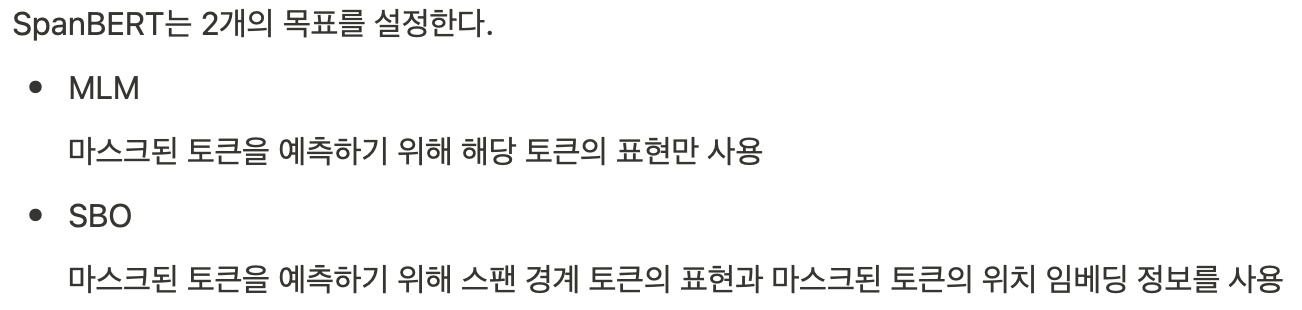 SpanBERT는 2개의 목표를 설정한다.
• MLM
마스크된 토큰을 예측하기 위해 해당 토큰의 표현만 사용
• SBO
마스크된 토큰을 예측하기 위해 스팬 경계 토큰의 표현과 마스크된 토큰의 위치 임베딩 정보를 사용